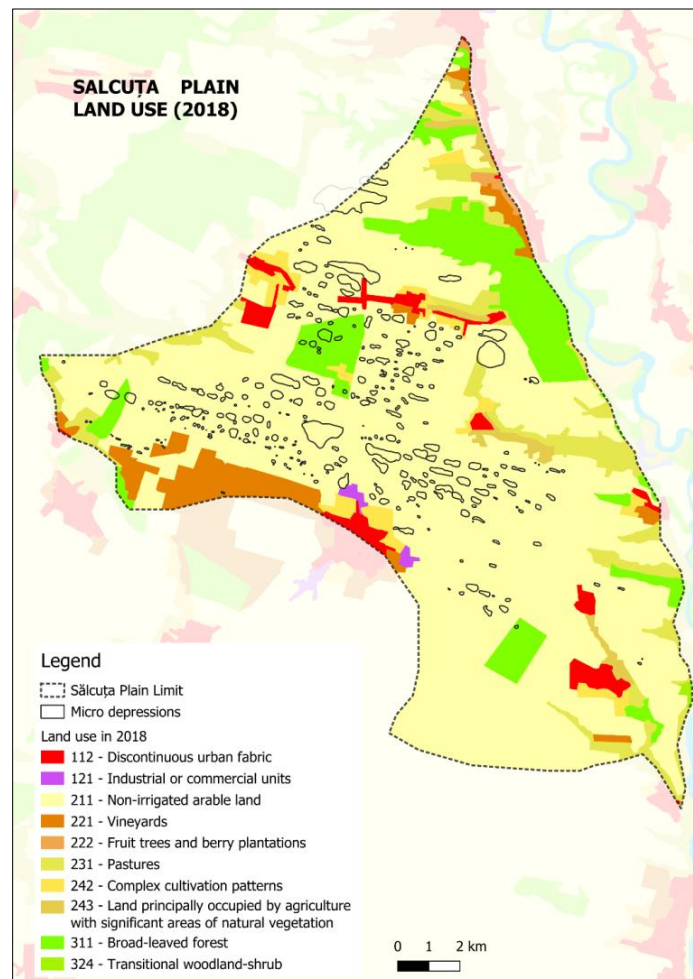 SALCUȚA PLAIN
LAND USE (2018)
Legend
Sălcuța Plain Limit
Micro depressions
Land use in 2018
112 - Discontinuous urban fabric
121 - Industrial or commercial units
211 - Non-irrigated arable land
221 - Vineyards
222 - Fruit trees and berry plantations
231 - Pastures
242 - Complex cultivation patterns
243 - Land principally occupied by agriculture
with significant areas of natural vegetation
311 - Broad-leaved forest
324 - Transitional woodland-shrub
0 1 2 km